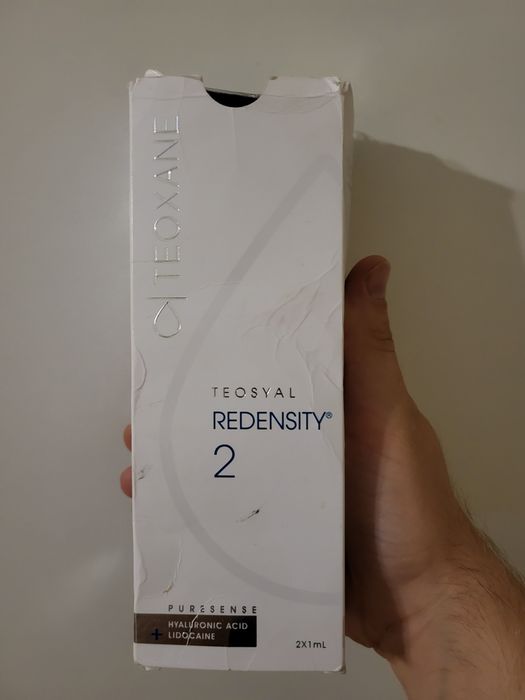 TEOXANE
TEOSYAL
REDENSITY®
2
PURESENSE
+ HYALURONIC ACID
LIDOCAINE
2X1mL